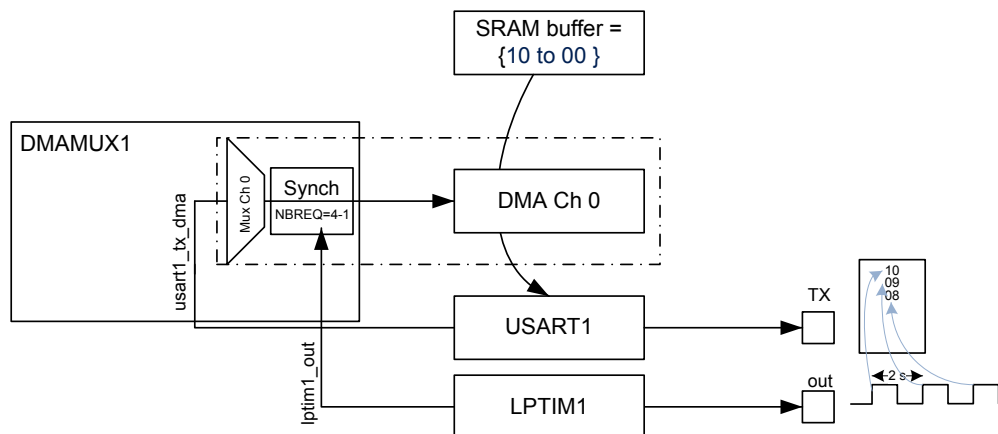 SRAM buffer =
{10 to 00 }
DMAMUX1
Mux Ch 0
Synch
NBREQ=4-1
DMA Ch 0
usart1_tx_dma
lptim1_out
USART1
TX
10
09
08
LPTIM1
out
2 s